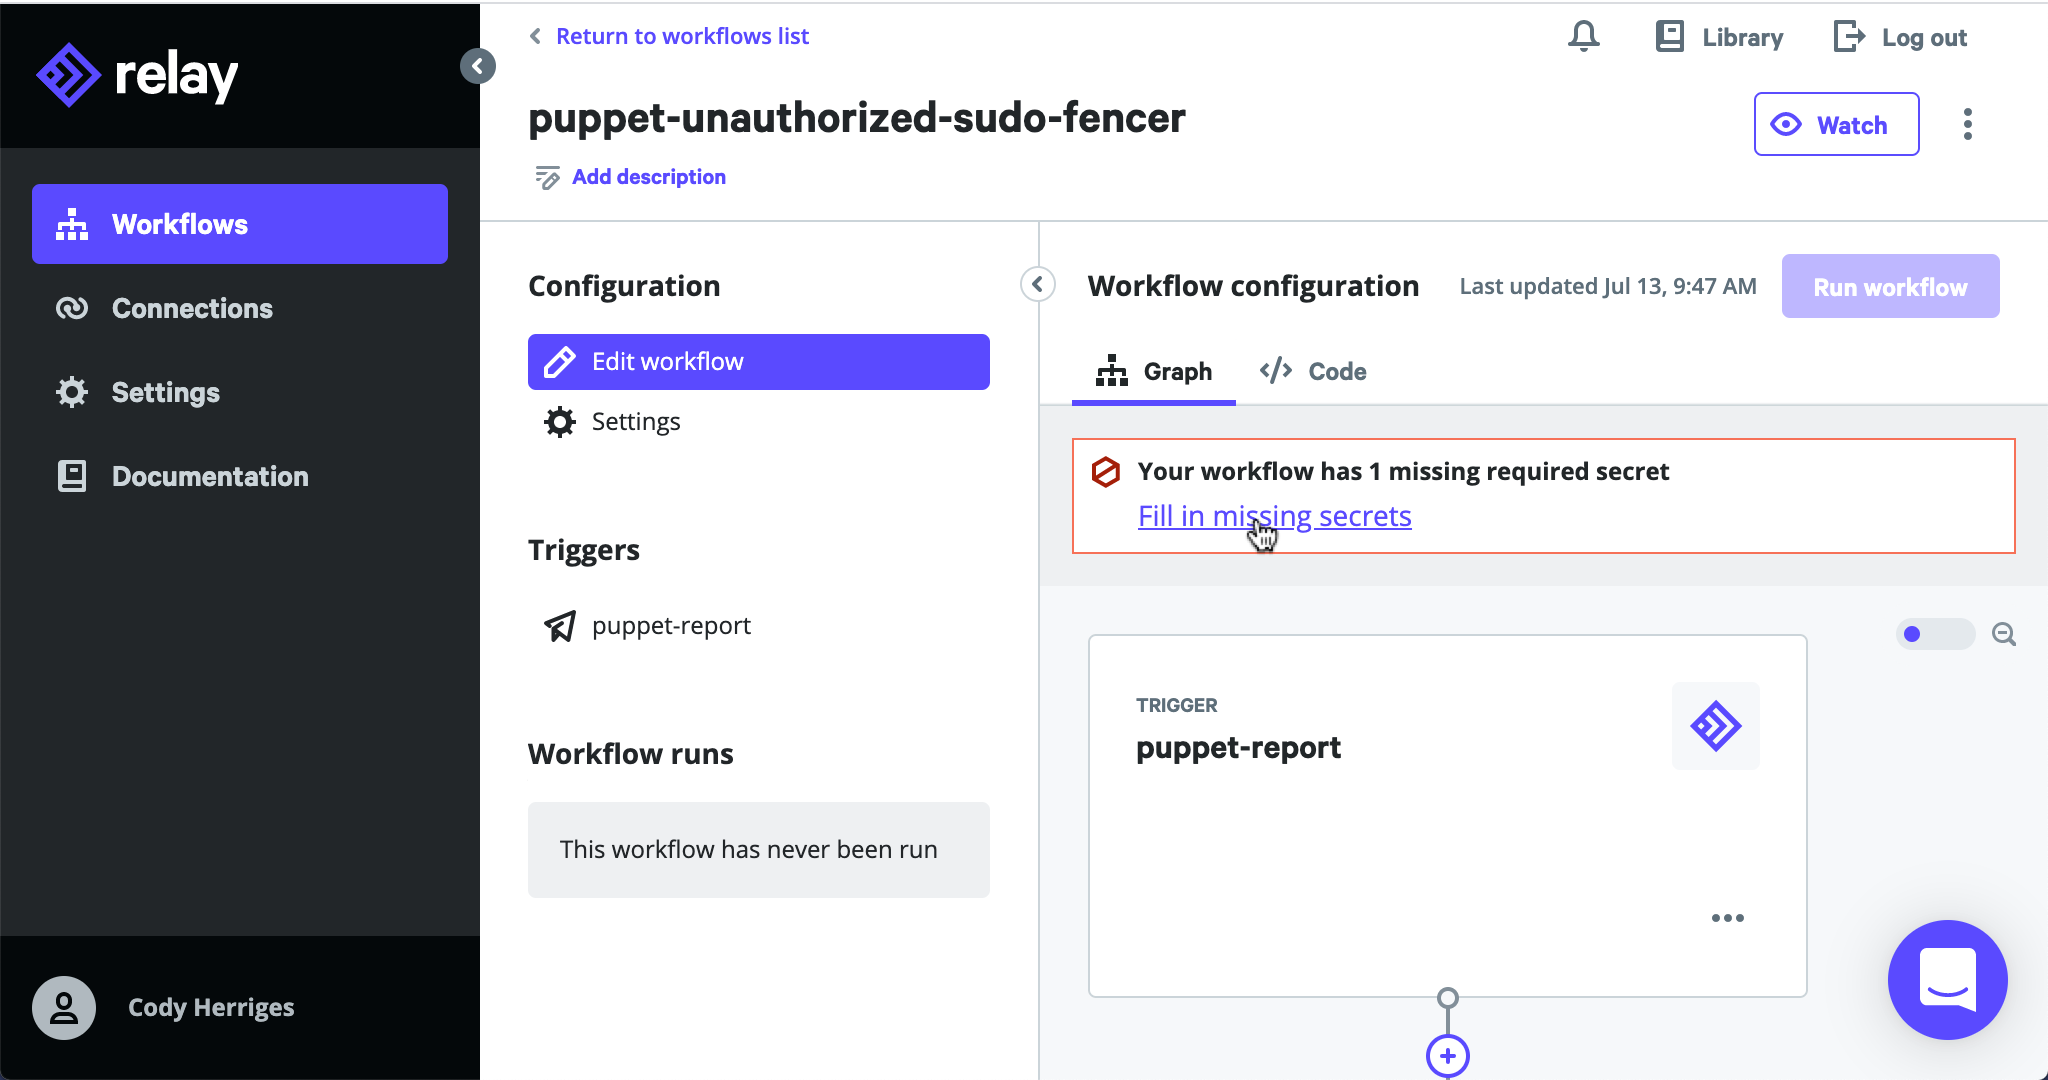 relay
Workflows
Connections
Settings
Documentation
Cody Herriges
Return to workflows list
Library
Log out
puppet-unauthorized-sudo-fencer
Watch
Add description
Configuration
Edit workflow
Settings
Triggers
puppet-report
Workflow runs
This workflow has never been run
Workflow configuration
Last updated Jul 13, 9:47 AM
Run workflow
Graph
Code
Your workflow has 1 missing required secret
Fill in missing secrets
TRIGGER
puppet-report